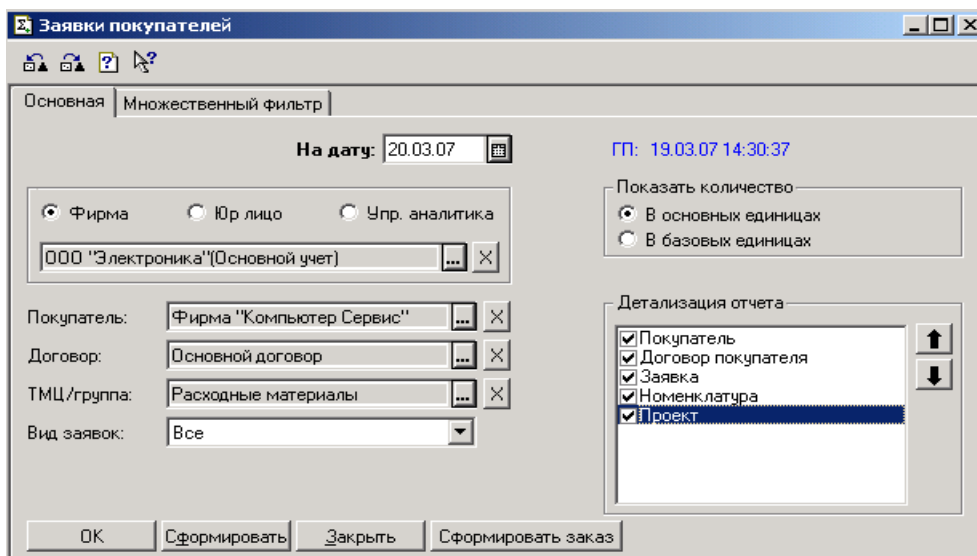 Заявки покупателей
Основная Множественный фильтр
На дату: 20.03.07 ГП: 19.03.07 14:30:37
Фирма Юр лицо Упр. аналитика
ООО "Электроника"(Основной учет) ...
Показать количество
В основных единицах
В базовых единицах
Покупатель: Фирма "Компьютер Сервис" ...
Договор: Основной договор ...
ТМЦ/группа: Расходные материалы ...
Вид заявок: Все
Детализация отчета
Покупатель
Договор покупателя
Заявка
Номенклатура
Проект
OK Сформировать Закрыть Сформировать заказ